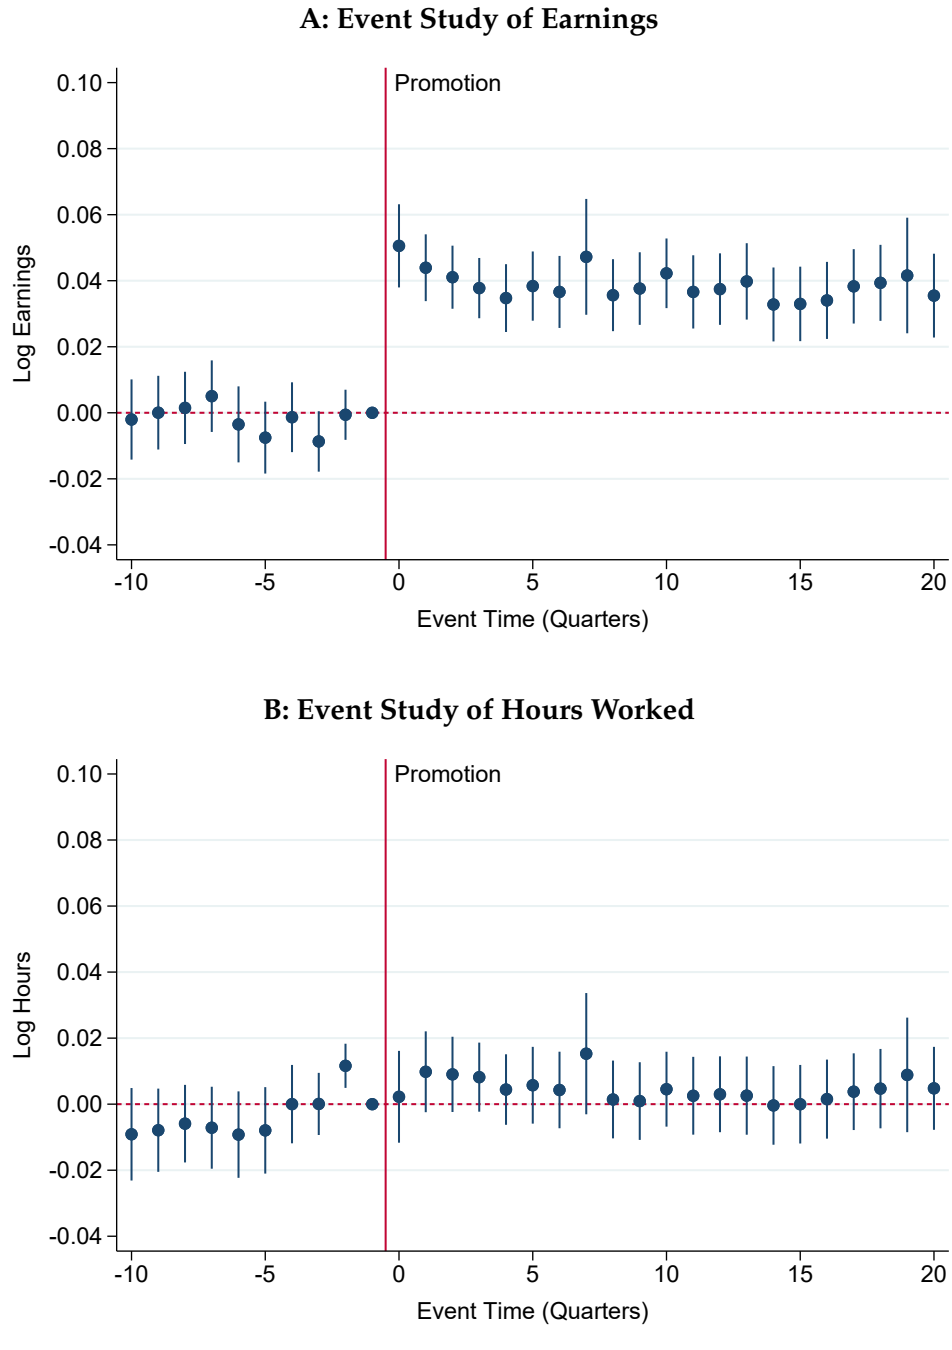 A: Event Study of Earnings
0.10
Promotion
0.08
0.06
0.04
0.02
0.00
-0.02
-0.04
Log Earnings
-10 -5 0 5 10 15 20
Event Time (Quarters)
B: Event Study of Hours Worked
0.10
Promotion
0.08
0.06
0.04
0.02
0.00
-0.02
-0.04
Log Hours
-10 -5 0 5 10 15 20
Event Time (Quarters)